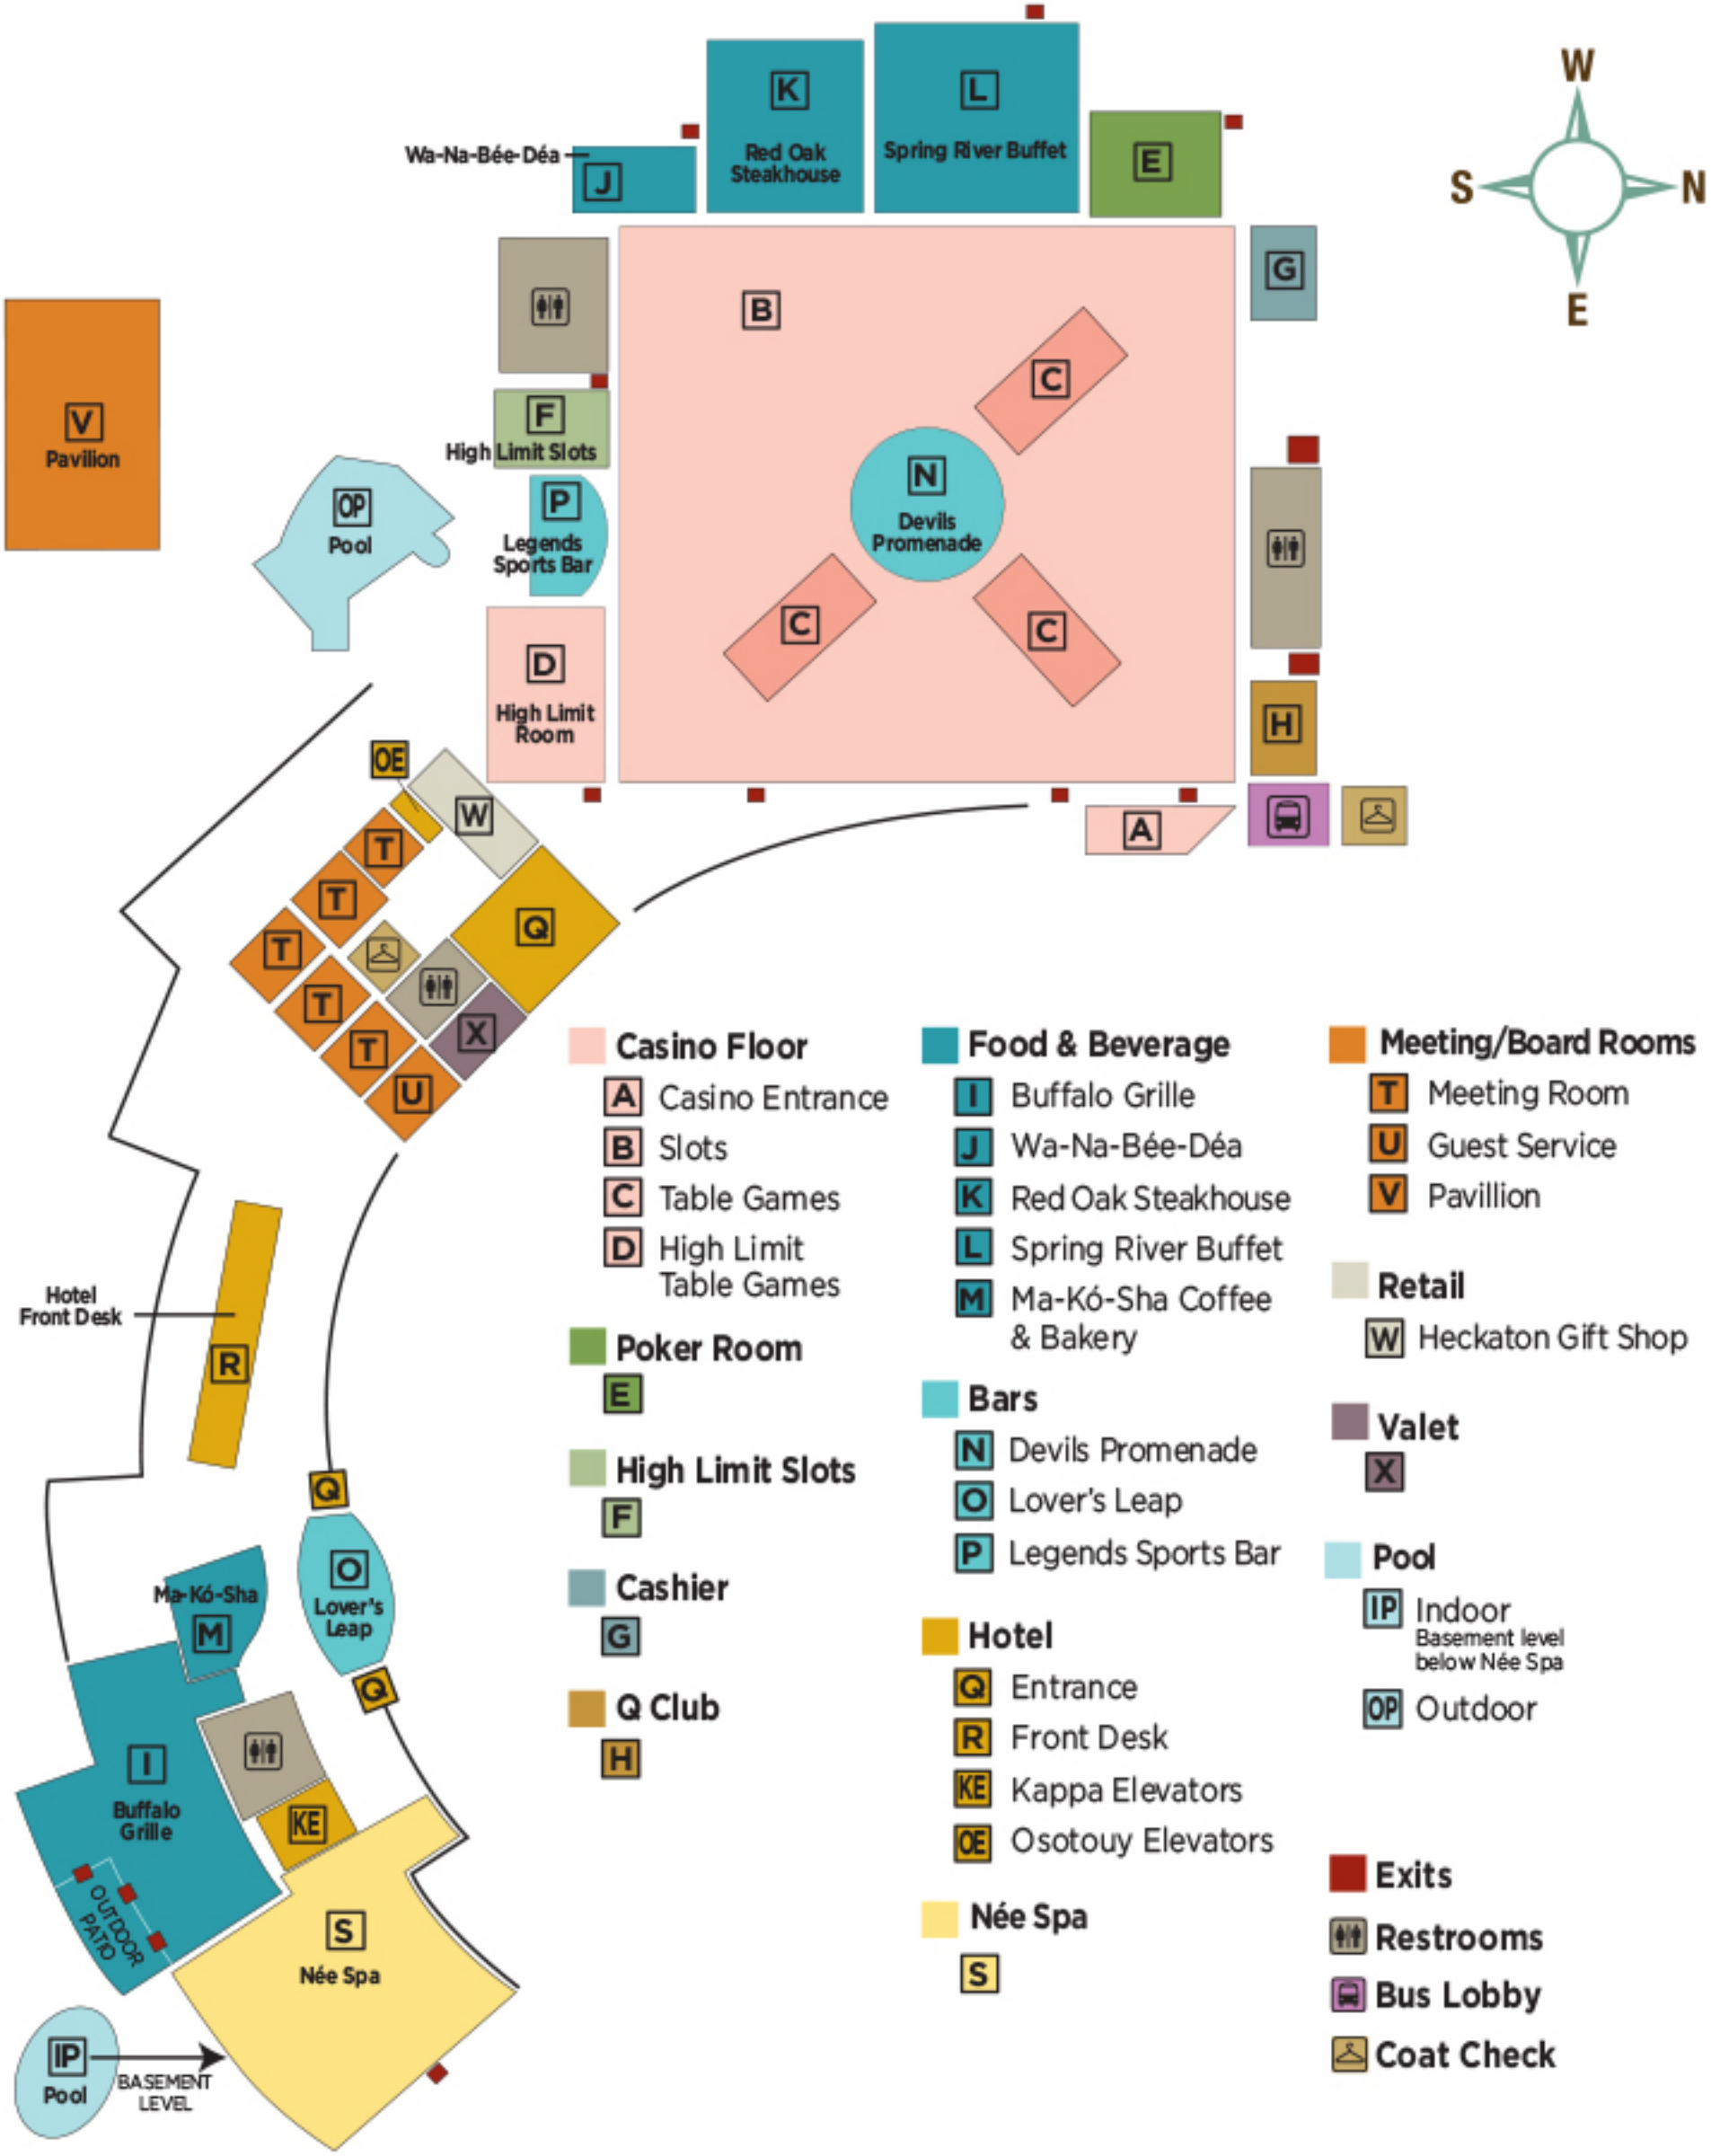 W
S
N
E
K
Red Oak
Steakhouse
L
Spring River Buffet
E
Wa-Na-Bée-Déa
J
G
B
C
V
Pavilion
F
High Limit Slots
OP
Pool
P
Legends
Sports Bar
N
Devils
Promenade
C
C
D
High Limit
Room
H
A
OE
W
T
T
T
T
T
U
Q
X
Hotel
Front Desk
R
Q
O
Lover's
Leap
Q
Ma-Kó-Sha
M
I
Buffalo
Grille
KE
OUTDOOR
PATIO
S
Née Spa
IP
Pool
BASEMENT
LEVEL
Casino Floor
A Casino Entrance
B Slots
C Table Games
D High Limit
Table Games
Poker Room
E
High Limit Slots
F
Cashier
G
Q Club
H
Food & Beverage
I Buffalo Grille
J Wa-Na-Bée-Déa
K Red Oak Steakhouse
L Spring River Buffet
M Ma-Kó-Sha Coffee
& Bakery
Bars
N Devils Promenade
O Lover's Leap
P Legends Sports Bar
Hotel
Q Entrance
R Front Desk
KE Kappa Elevators
OE Osotouy Elevators
Née Spa
S
Meeting/Board Rooms
T Meeting Room
U Guest Service
V Pavillion
Retail
W Heckaton Gift Shop
Valet
X
Pool
IP Indoor
Basement level
below Née Spa
OP Outdoor
Exits
Restrooms
Bus Lobby
Coat Check